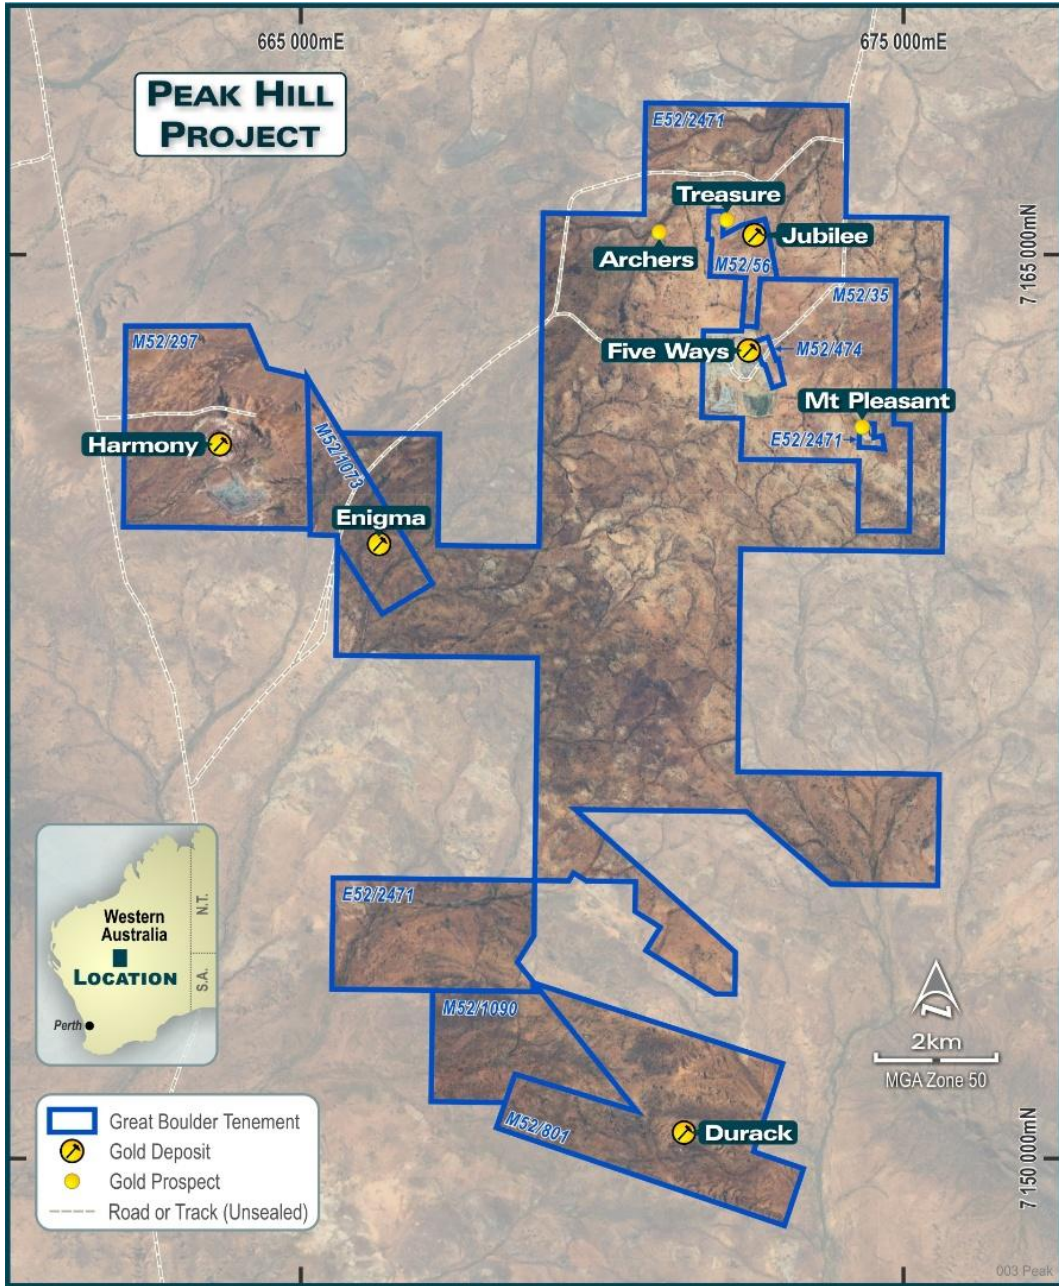 665 000mE
675 000mE
PEAK HILL
PROJECT
E52/2471
Treasure
Jubilee
Archers
M52/56
7 165 000mN
M52/35
M52/297
Five Ways
M52/474
Mt Pleasant
E52/2471
Harmony
M52/1073
Enigma
E52/2471
M52/1090
M52/801
Durack
Western
Australia
LOCATION
N.T.
S.A.
Perth
2km
MGA Zone 50
7 150 000mN
Great Boulder Tenement
Gold Deposit
Gold Prospect
Road or Track (Unsealed)
003 Peak